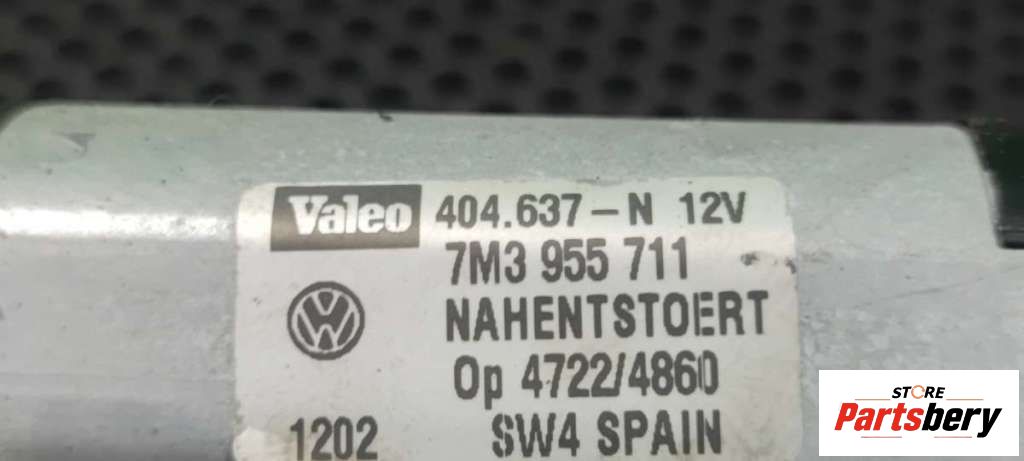 Valeo 404.637-N 12V
7M3 955 711
NAHENTSTOERT
Op 4722/4860
1202 SW4 SPAIN
STORE
Partsbery